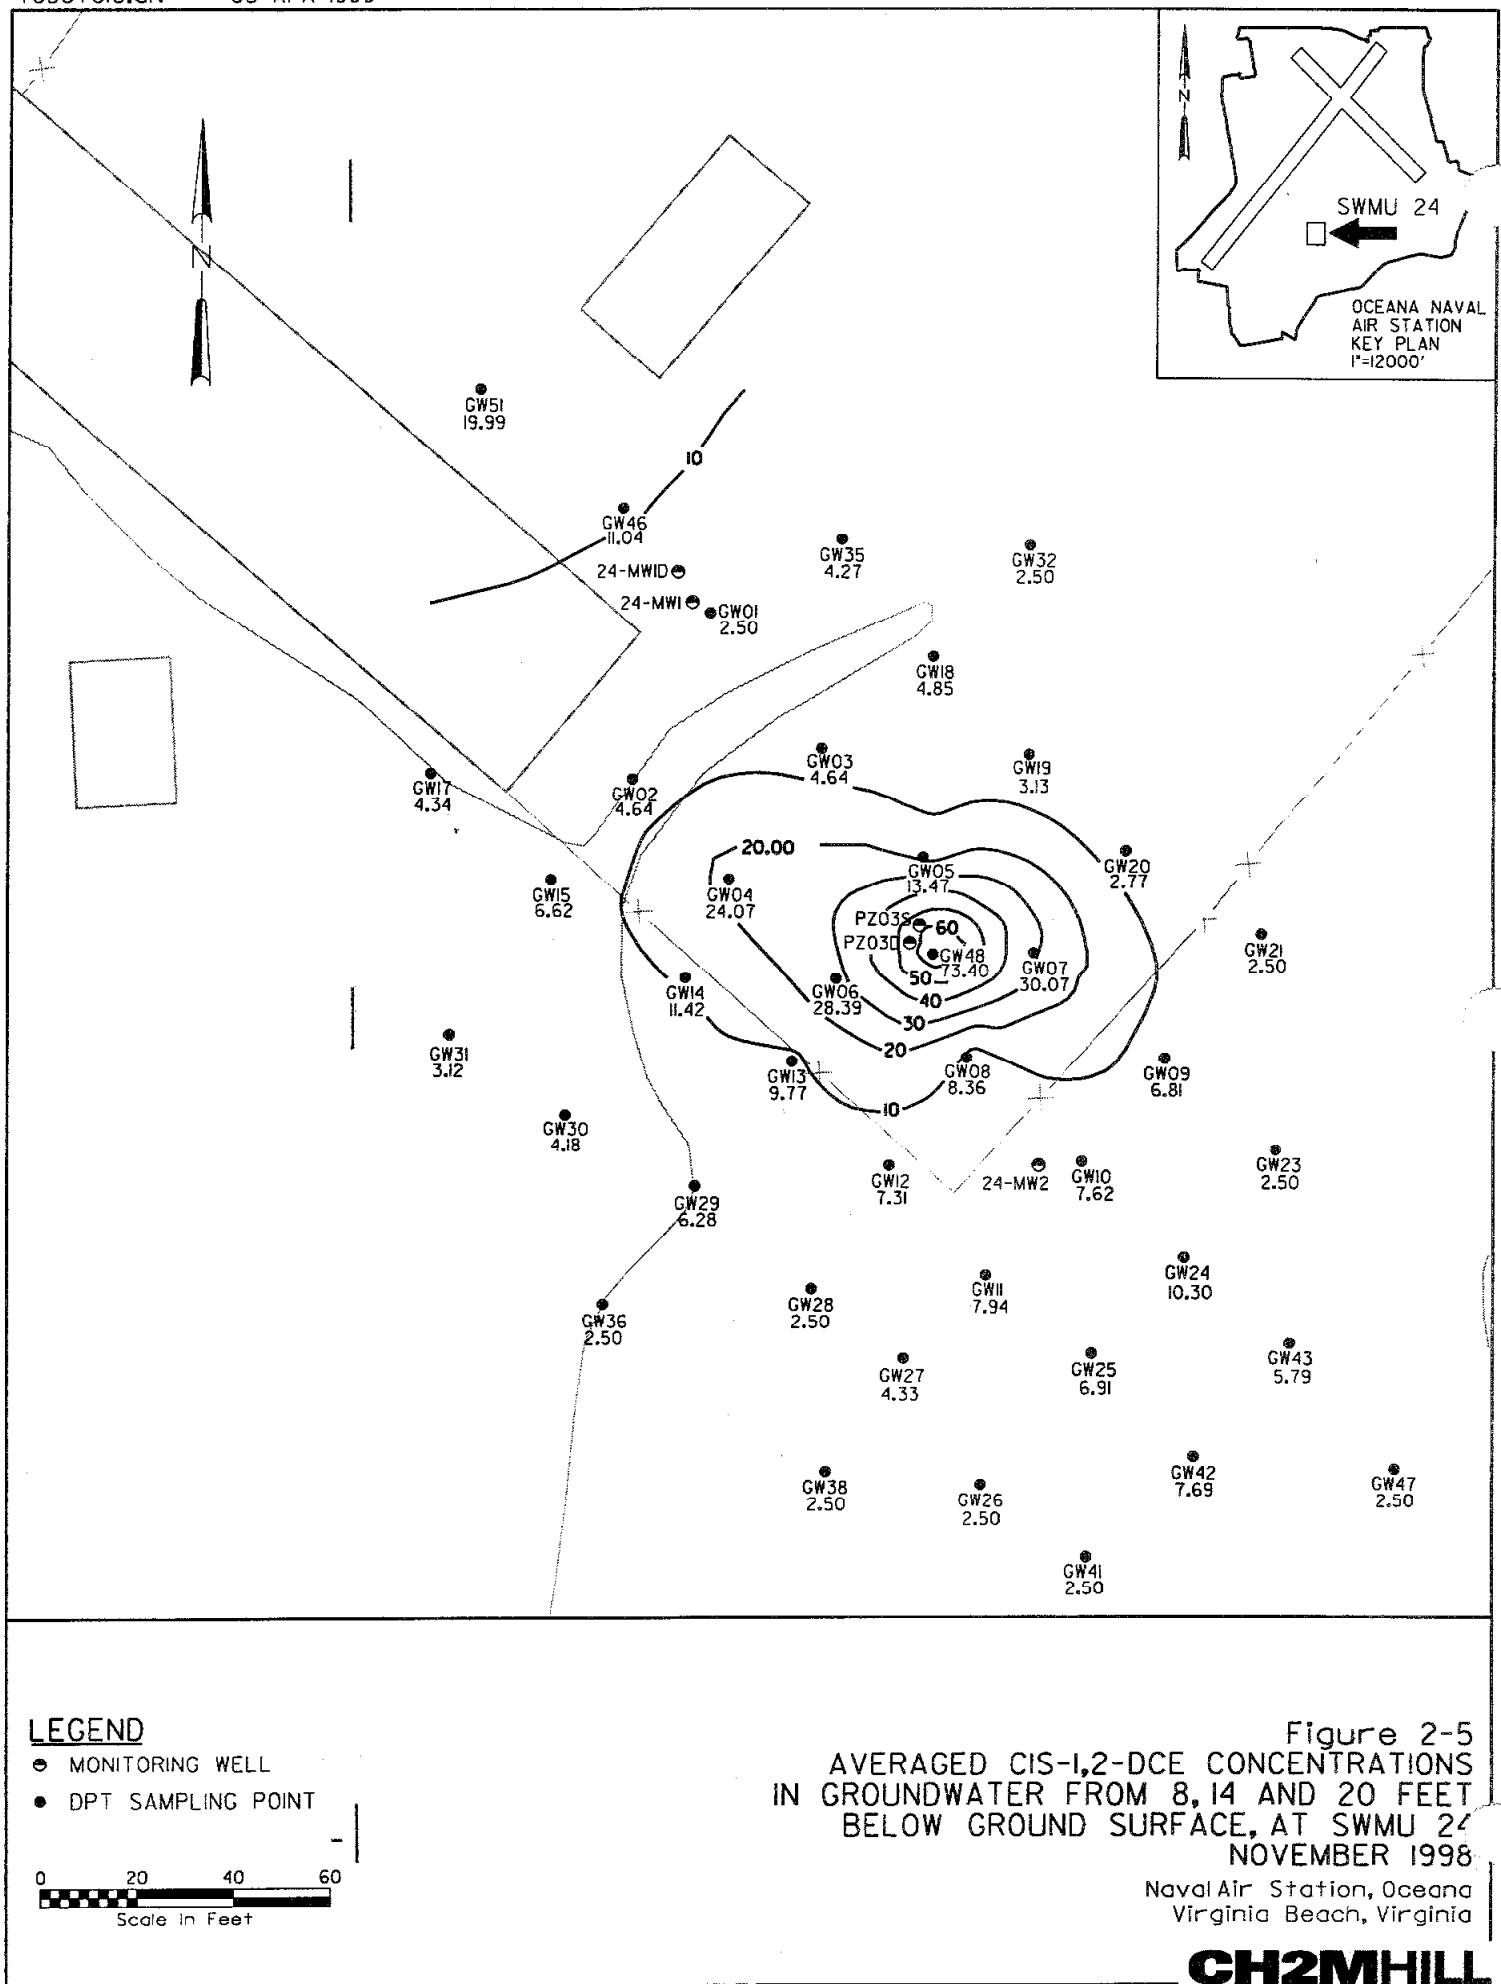 N
N
SWMU 24
OCEANA NAVAL
AIR STATION
KEY PLAN
1"=12000'
GW51
19.99
10
GW46
11.04
GW35
4.27
GW32
2.50
24-MW1D
24-MW1
GW01
2.50
GW18
4.85
GW03
4.64
GW19
3.13
GW17
4.34
GW02
4.64
20.00
GW05
13.47
GW20
2.77
GW15
6.62
GW04
24.07
PZ03S
60
PZ03D
GW48
73.40
GW07
30.07
GW21
2.50
GW14
11.42
GW06
28.39
50
40
30
20
GW31
3.12
GW13
9.77
GW08
8.36
GW09
6.81
10
GW30
4.18
GW12
7.31
24-MW2
GW10
7.62
GW23
2.50
GW29
6.28
GW24
10.30
GW28
2.50
GW11
7.94
GW36
2.50
GW27
4.33
GW25
6.91
GW43
5.79
GW38
2.50
GW26
2.50
GW42
7.69
GW47
2.50
GW41
2.50
LEGEND
MONITORING WELL
DPT SAMPLING POINT
0 20 40 60
Scale In Feet
Figure 2-5
AVERAGED CIS-1,2-DCE CONCENTRATIONS
IN GROUNDWATER FROM 8, 14 AND 20 FEET
BELOW GROUND SURFACE, AT SWMU 24
NOVEMBER 1998
Naval Air Station, Oceana
Virginia Beach, Virginia
CH2MHILL